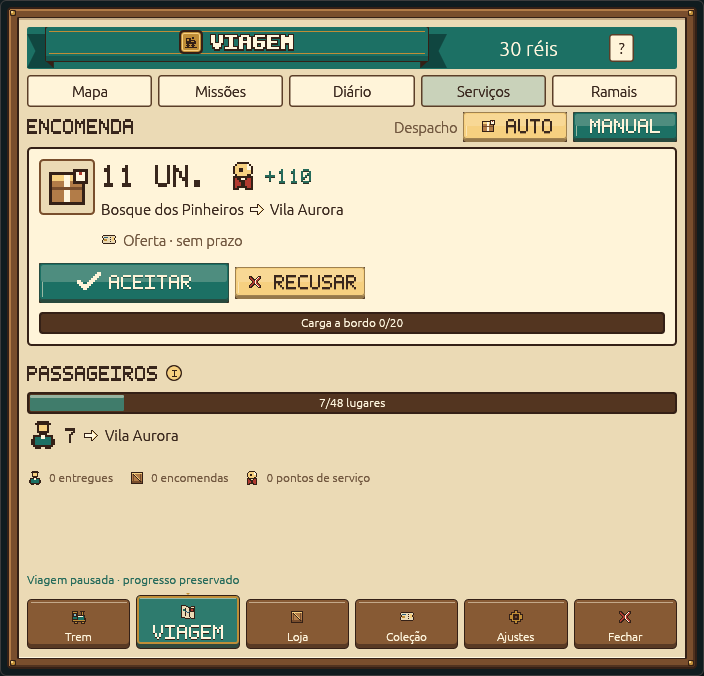 VIAGEM
30 réis
?
Mapa
Missões
Diário
Serviços
Ramais
ENCOMENDA
Despacho
AUTO
MANUAL
11 UN.
+110
Bosque dos Pinheiros ⇨ Vila Aurora
Oferta · sem prazo
ACEITAR
RECUSAR
Carga a bordo 0/20
PASSAGEIROS
I
7/48 lugares
7 ⇨ Vila Aurora
0 entregues
0 encomendas
0 pontos de serviço
Viagem pausada · progresso preservado
Trem
VIAGEM
Loja
Coleção
Ajustes
Fechar